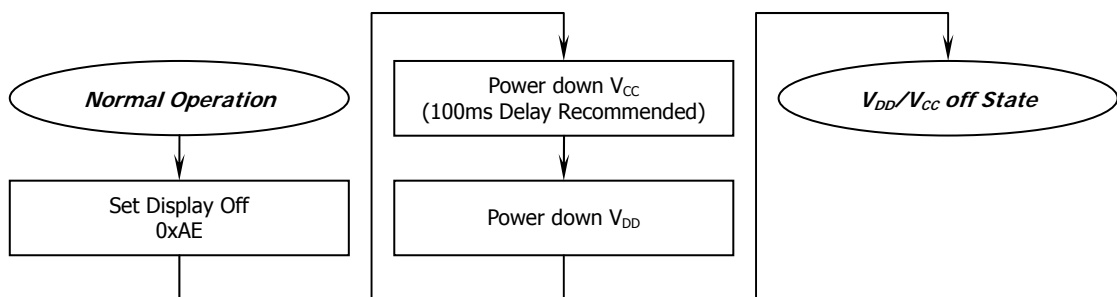 Normal Operation
Set Display Off
0xAE
Power down VCC
(100ms Delay Recommended)
Power down VDD
VDD/VCC off State